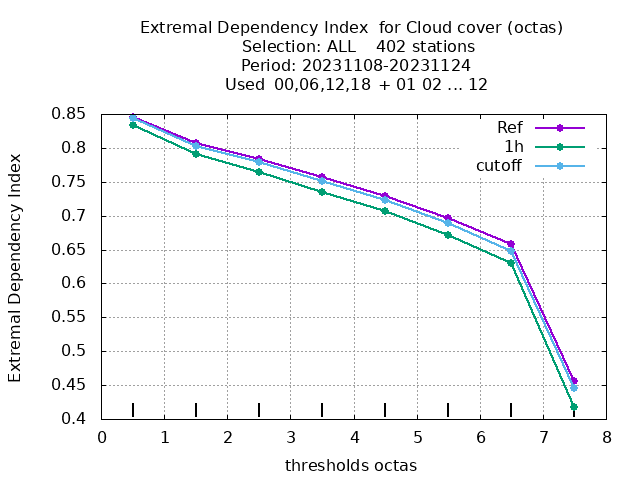 Extremal Dependency Index  for Cloud cover (octas)
Selection: ALL    402 stations
Period: 20231108-20231124
Used  00,06,12,18  + 01 02 ... 12
Extremal Dependency Index
0.85
0.8
0.75
0.7
0.65
0.6
0.55
0.5
0.45
0.4
Ref
1h
cutoff
0 1 2 3 4 5 6 7 8
thresholds octas